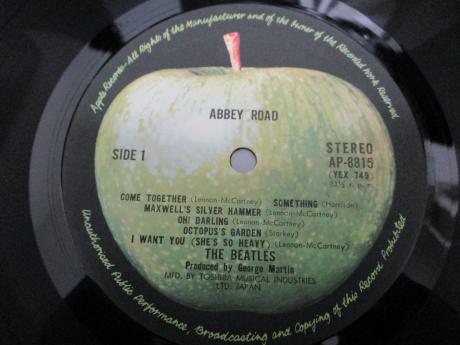 Apple Records-All Rights of the Manufacturer and of the Owner of the Recorded Work Reserved
ABBEY ROAD
SIDE 1
STEREO
AP-8815
(YEX 749)
33⅓ r.p.m.
COME TOGETHER (Lennon-McCartney) SOMETHING (Harrison)
MAXWELL'S SILVER HAMMER (Lennon-McCartney)
OH! DARLING (Lennon-McCartney)
OCTOPUS'S GARDEN (Starkey)
I WANT YOU (SHE'S SO HEAVY) (Lennon-McCartney)
THE BEATLES
Produced by George Martin
MFD. BY TOSHIBA MUSICAL INDUSTRIES
LTD. JAPAN
Unauthorised Public Performance, Broadcasting and Copying of this Record Prohibited